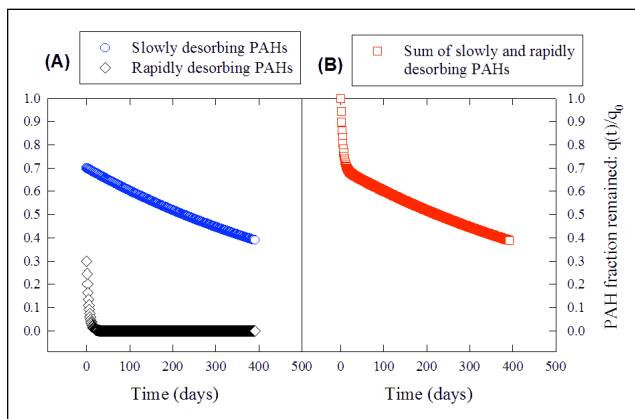 (A)
Slowly desorbing PAHs
Rapidly desorbing PAHs
(B)
Sum of slowly and rapidly
desorbing PAHs
1.0
0.9
0.8
0.7
0.6
0.5
0.4
0.3
0.2
0.1
0.0
0 100 200 300 400 500
Time (days)
0 100 200 300 400 500
Time (days)
1.0
0.9
0.8
0.7
0.6
0.5
0.4
0.3
0.2
0.1
0.0
PAH fraction remained: q(t)/q0